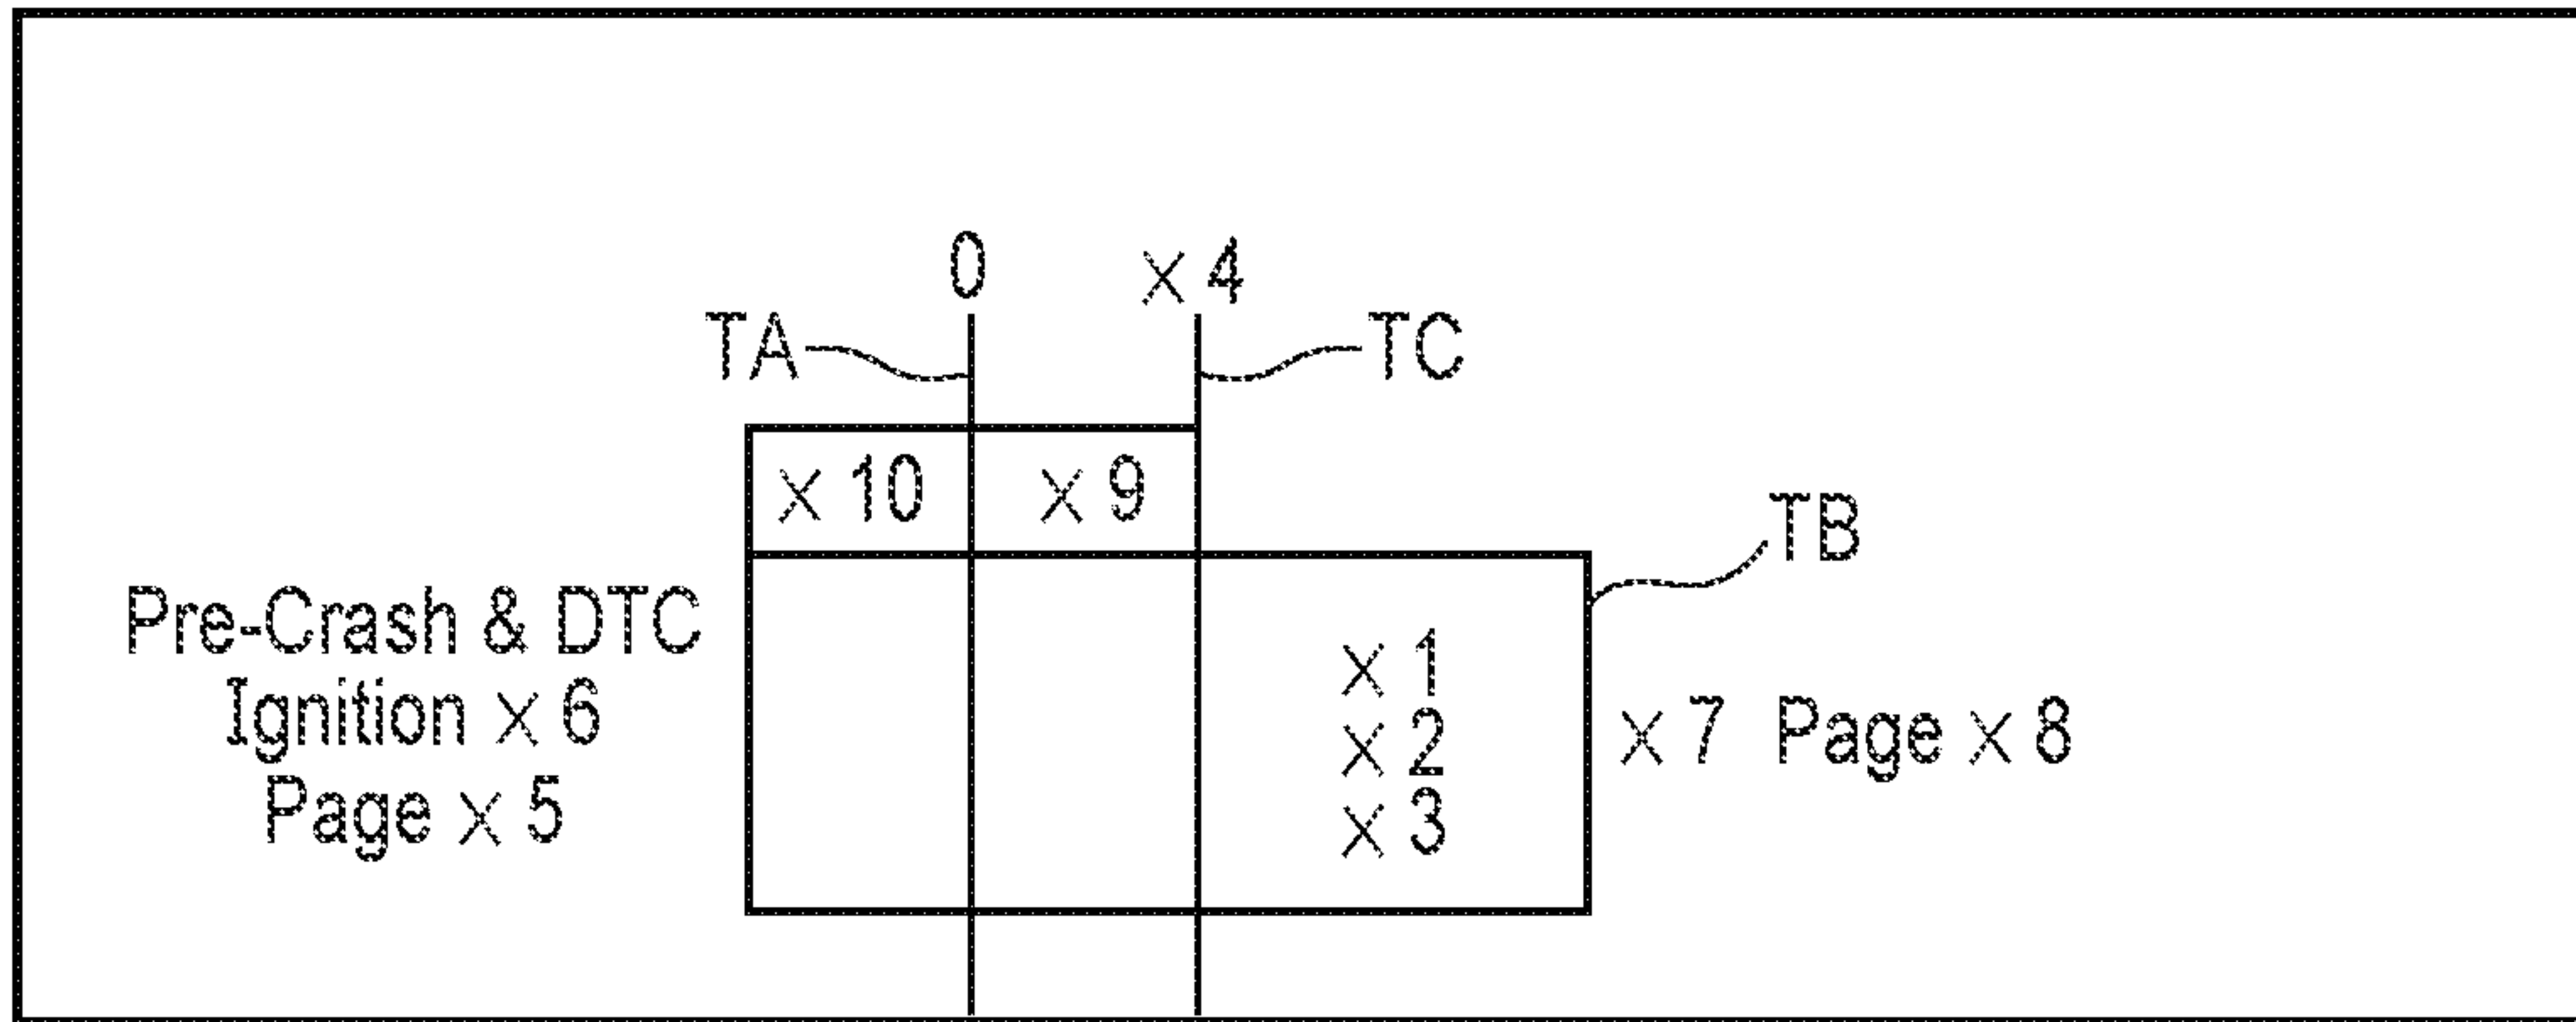 0
× 4
TA
TC
× 10
× 9
TB
Pre-Crash & DTC
Ignition × 6
Page × 5
× 1
× 2
× 3
× 7 Page × 8